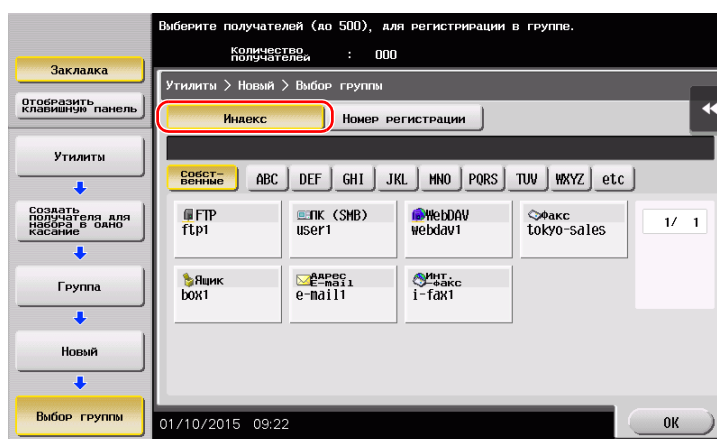 Выберите получателей (до 500), для регистрирации в группе.
Количество получателей : 000
Закладка
Отобразить
клавишную панель
Утилиты
Создать
получателя для
набора в одно
касание
Группа
Новый
Выбор группы
Утилиты > Новый > Выбор группы
Индекс
Номер регистрации
Собст-
венные
ABC
DEF
GHI
JKL
MNO
PQRS
TUV
WXYZ
etc
FTP
ftp1
ПК (SMB)
user1
WebDAV
webdav1
Факс
tokyo-sales
1/ 1
Ящик
box1
Адрес
E-mail
e-mail1
Инт.
-факс
i-fax1
01/10/2015 09:22
OK